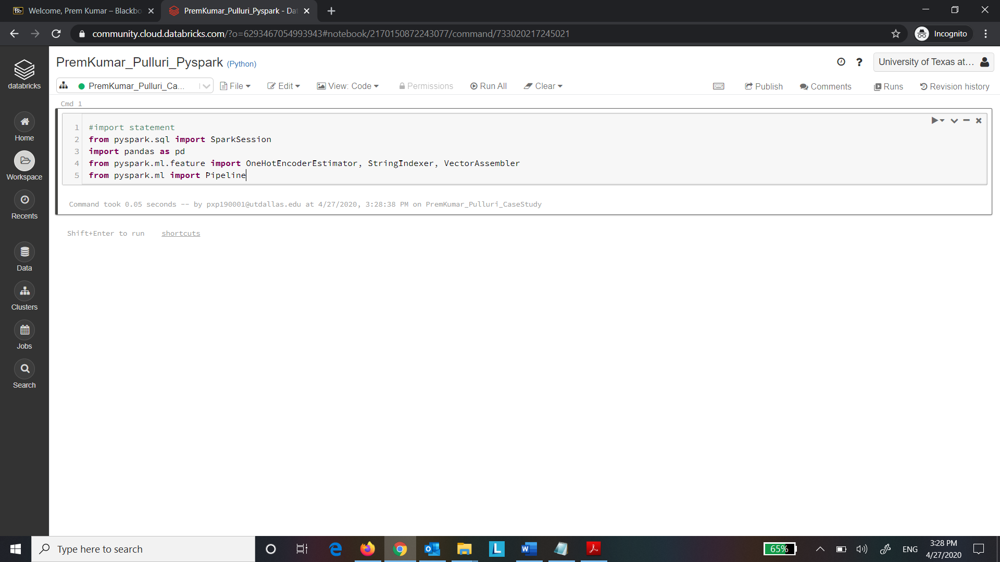 Bb Welcome, Prem Kumar – Blackbo
PremKumar_Pulluri_Pyspark - Dat
community.cloud.databricks.com/?o=6293467054993943#notebook/2170150872243077/command/733020217245021
Incognito
databricks
Home
Workspace
Recents
Data
Clusters
Jobs
Search
PremKumar_Pulluri_Pyspark (Python)
? University of Texas at...
PremKumar_Pulluri_Ca... File Edit View: Code Permissions Run All Clear Publish Comments Runs Revision history
Cmd 1
1 #import statement
2 from pyspark.sql import SparkSession
3 import pandas as pd
4 from pyspark.ml.feature import OneHotEncoderEstimator, StringIndexer, VectorAssembler
5 from pyspark.ml import Pipeline
Command took 0.05 seconds -- by pxp190001@utdallas.edu at 4/27/2020, 3:28:38 PM on PremKumar_Pulluri_CaseStudy
Shift+Enter to run shortcuts
Type here to search
L
W
65%
ENG
3:28 PM
4/27/2020